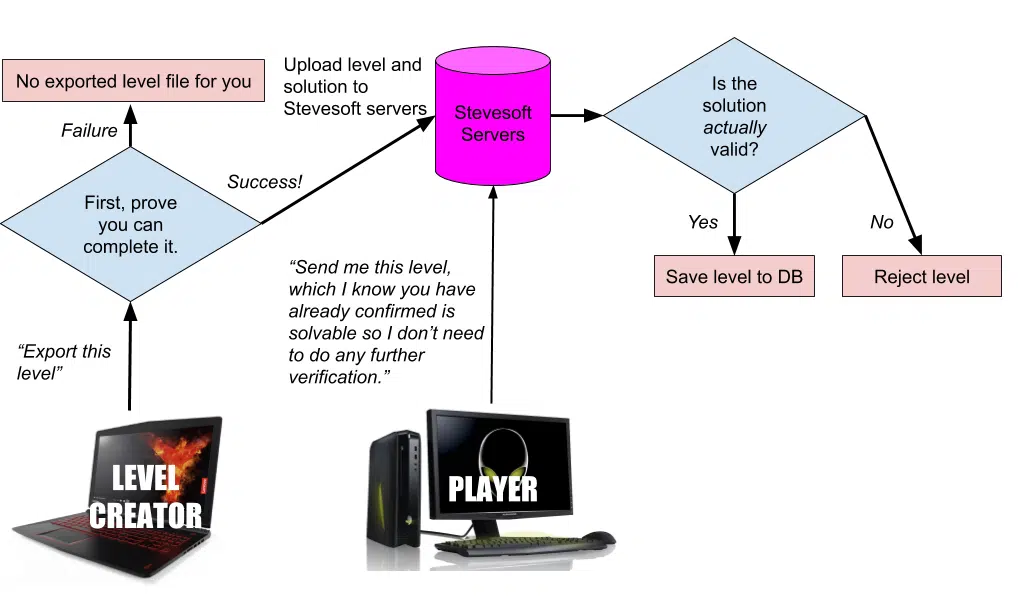 No exported level file for you
Failure
First, prove
you can
complete it.
Success!
Upload level and
solution to
Stevesoft servers
Stevesoft
Servers
Is the
solution
actually
valid?
Yes
No
Save level to DB
Reject level
“Export this
level”
“Send me this level,
which I know you have
already confirmed is
solvable so I don’t need
to do any further
verification.”
LEVEL
CREATOR
PLAYER